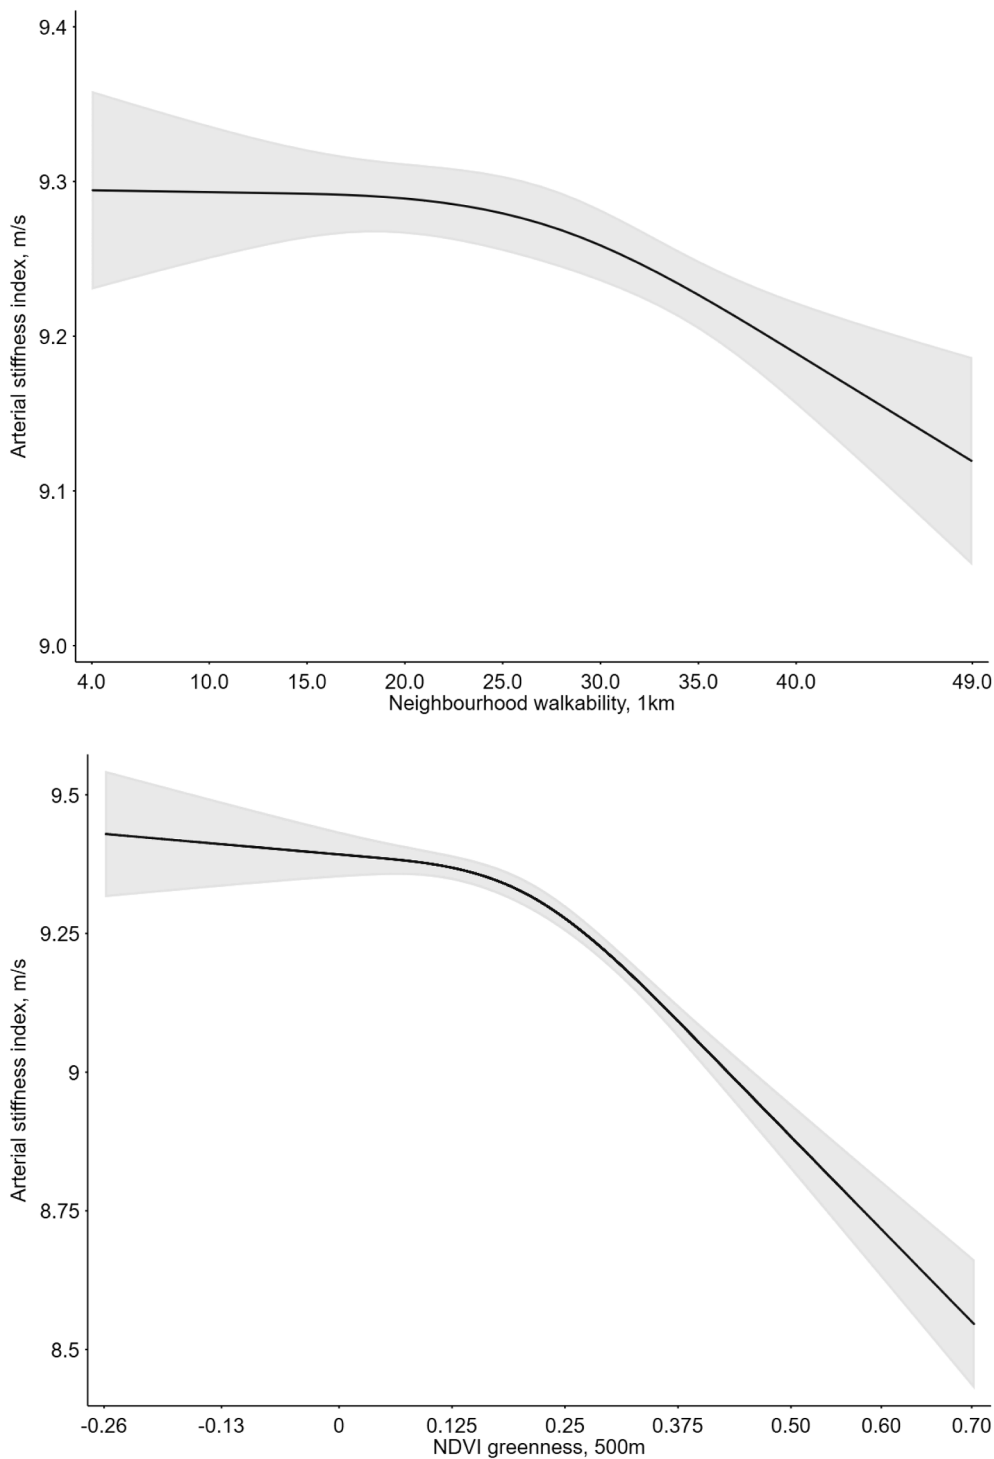 9.4
9.3
9.2
9.1
9.0
Arterial stiffness index, m/s
4.0 10.0 15.0 20.0 25.0 30.0 35.0 40.0 49.0
Neighbourhood walkability, 1km
9.5
9.25
9
8.75
8.5
Arterial stiffness index, m/s
-0.26 -0.13 0 0.125 0.25 0.375 0.50 0.60 0.70
NDVI greenness, 500m